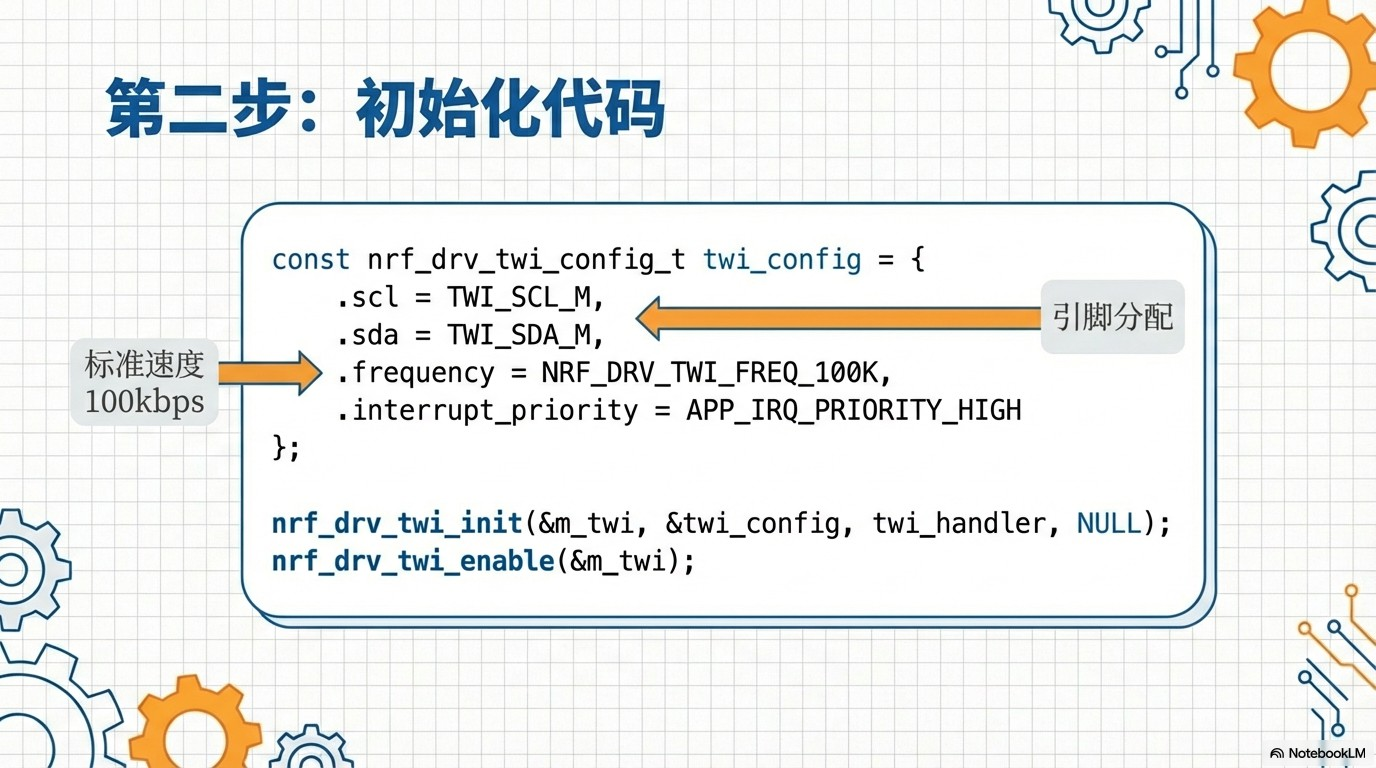 第二步：初始化代码
const nrf_drv_twi_config_t twi_config = {
    .scl = TWI_SCL_M,
    .sda = TWI_SDA_M,
引脚分配
标准速度
100kbps
    .frequency = NRF_DRV_TWI_FREQ_100K,
    .interrupt_priority = APP_IRQ_PRIORITY_HIGH
};
nrf_drv_twi_init(&m_twi, &twi_config, twi_handler, NULL);
nrf_drv_twi_enable(&m_twi);
NotebookLM